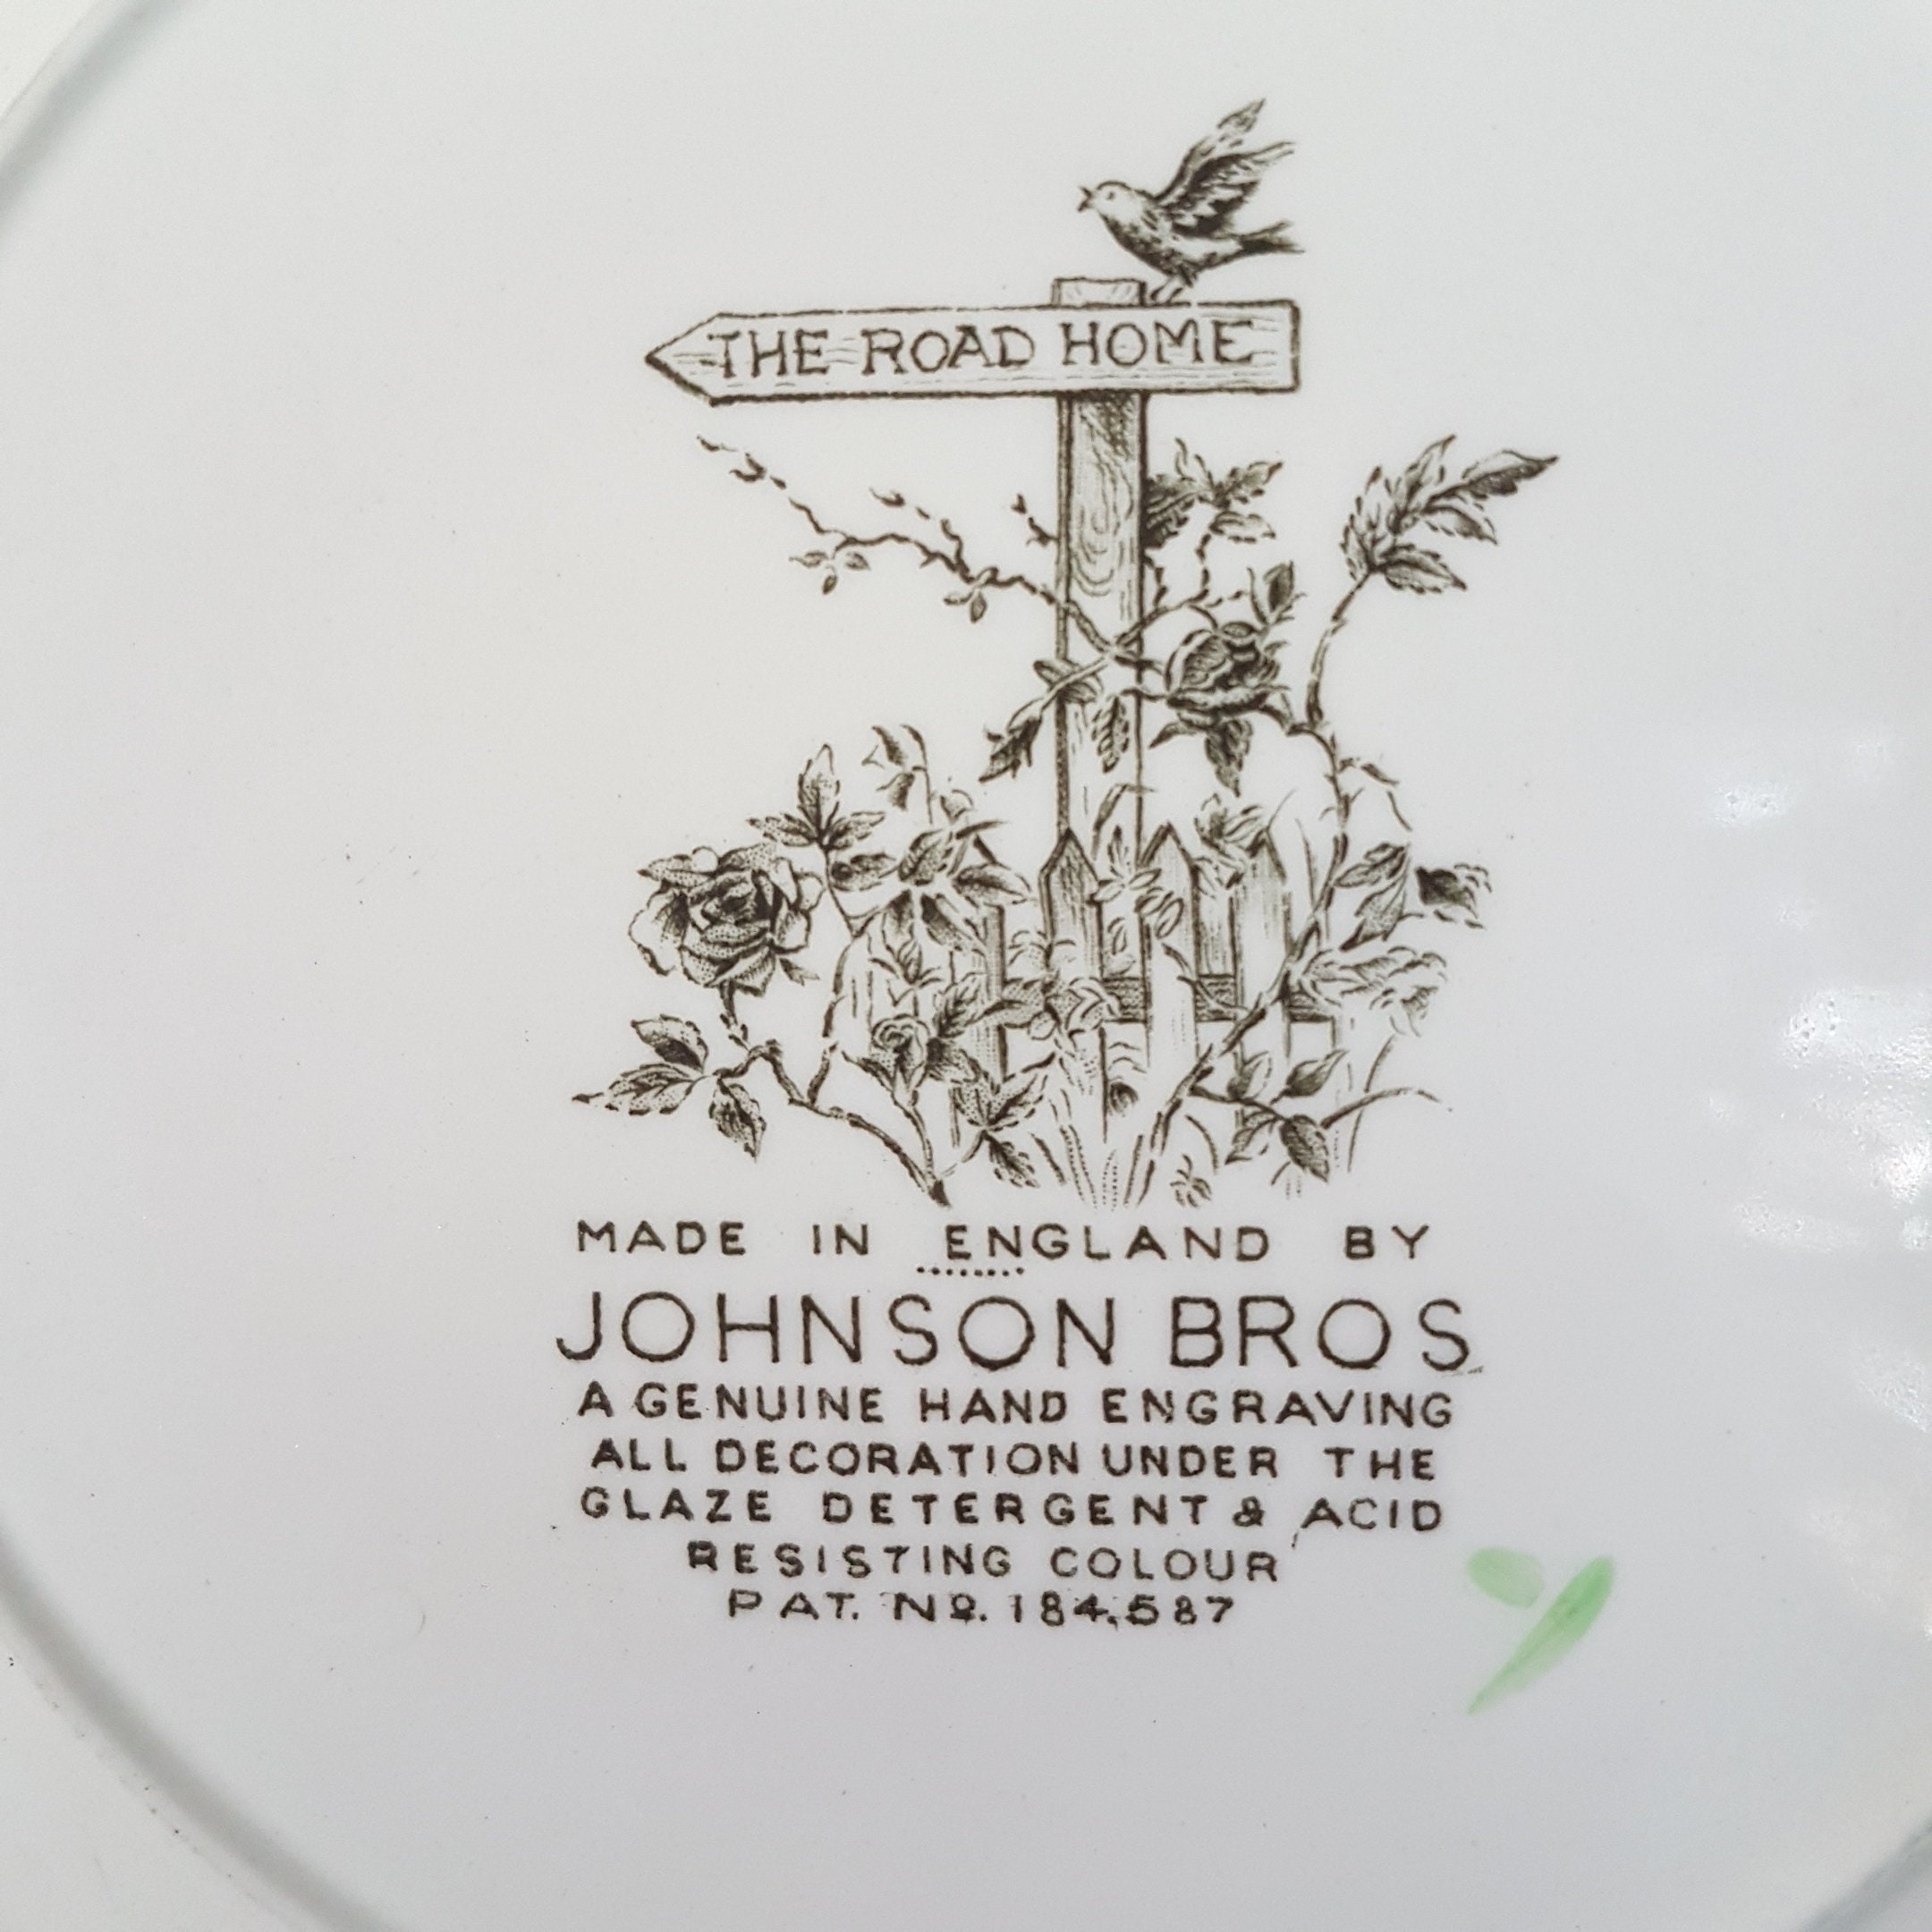 THE ROAD HOME
MADE IN ENGLAND BY
JOHNSON BROS
A GENUINE HAND ENGRAVING
ALL DECORATION UNDER THE
GLAZE DETERGENT & ACID
RESISTING COLOUR
PAT. No. 184,587